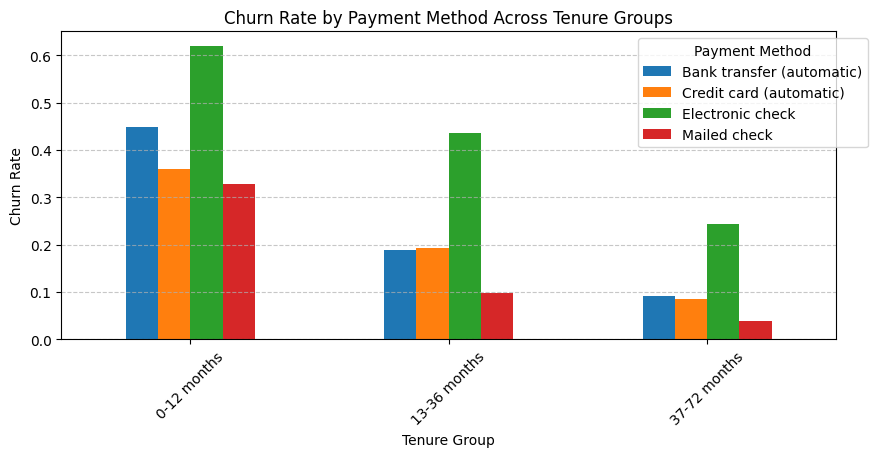 Churn Rate by Payment Method Across Tenure Groups
Payment Method
Bank transfer (automatic)
Credit card (automatic)
Electronic check
Mailed check
Churn Rate
0.6
0.5
0.4
0.3
0.2
0.1
0.0
0-12 months
13-36 months
37-72 months
Tenure Group